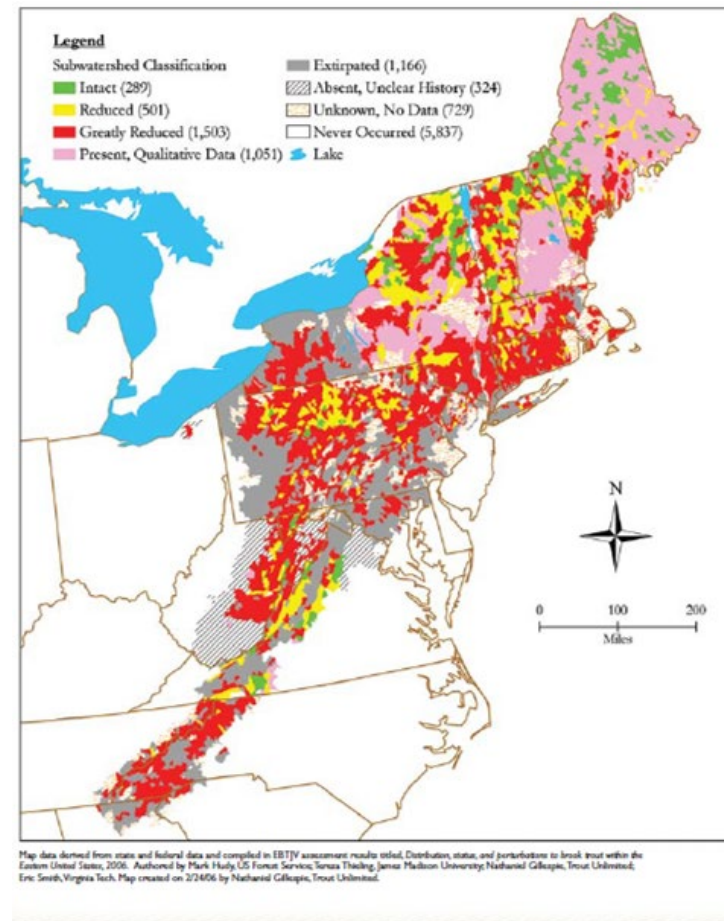 Legend
Subwatershed Classification
Intact (289)
Reduced (501)
Greatly Reduced (1,503)
Present, Qualitative Data (1,051)
Extirpated (1,166)
Absent, Unclear History (324)
Unknown, No Data (729)
Never Occurred (5,837)
Lake
N
0 100 200
Miles
Map data derived from state and federal data and compiled in EBTJV assessment results titled, Distribution, status, and perturbations to brook trout within the
Eastern United States, 2006. Authored by Mark Hudy, US Forest Service; Teresa Thieling, James Madison University; Nathaniel Gillespie, Trout Unlimited;
Eric Smith, Virginia Tech. Map created on 2/24/06 by Nathaniel Gillespie, Trout Unlimited.